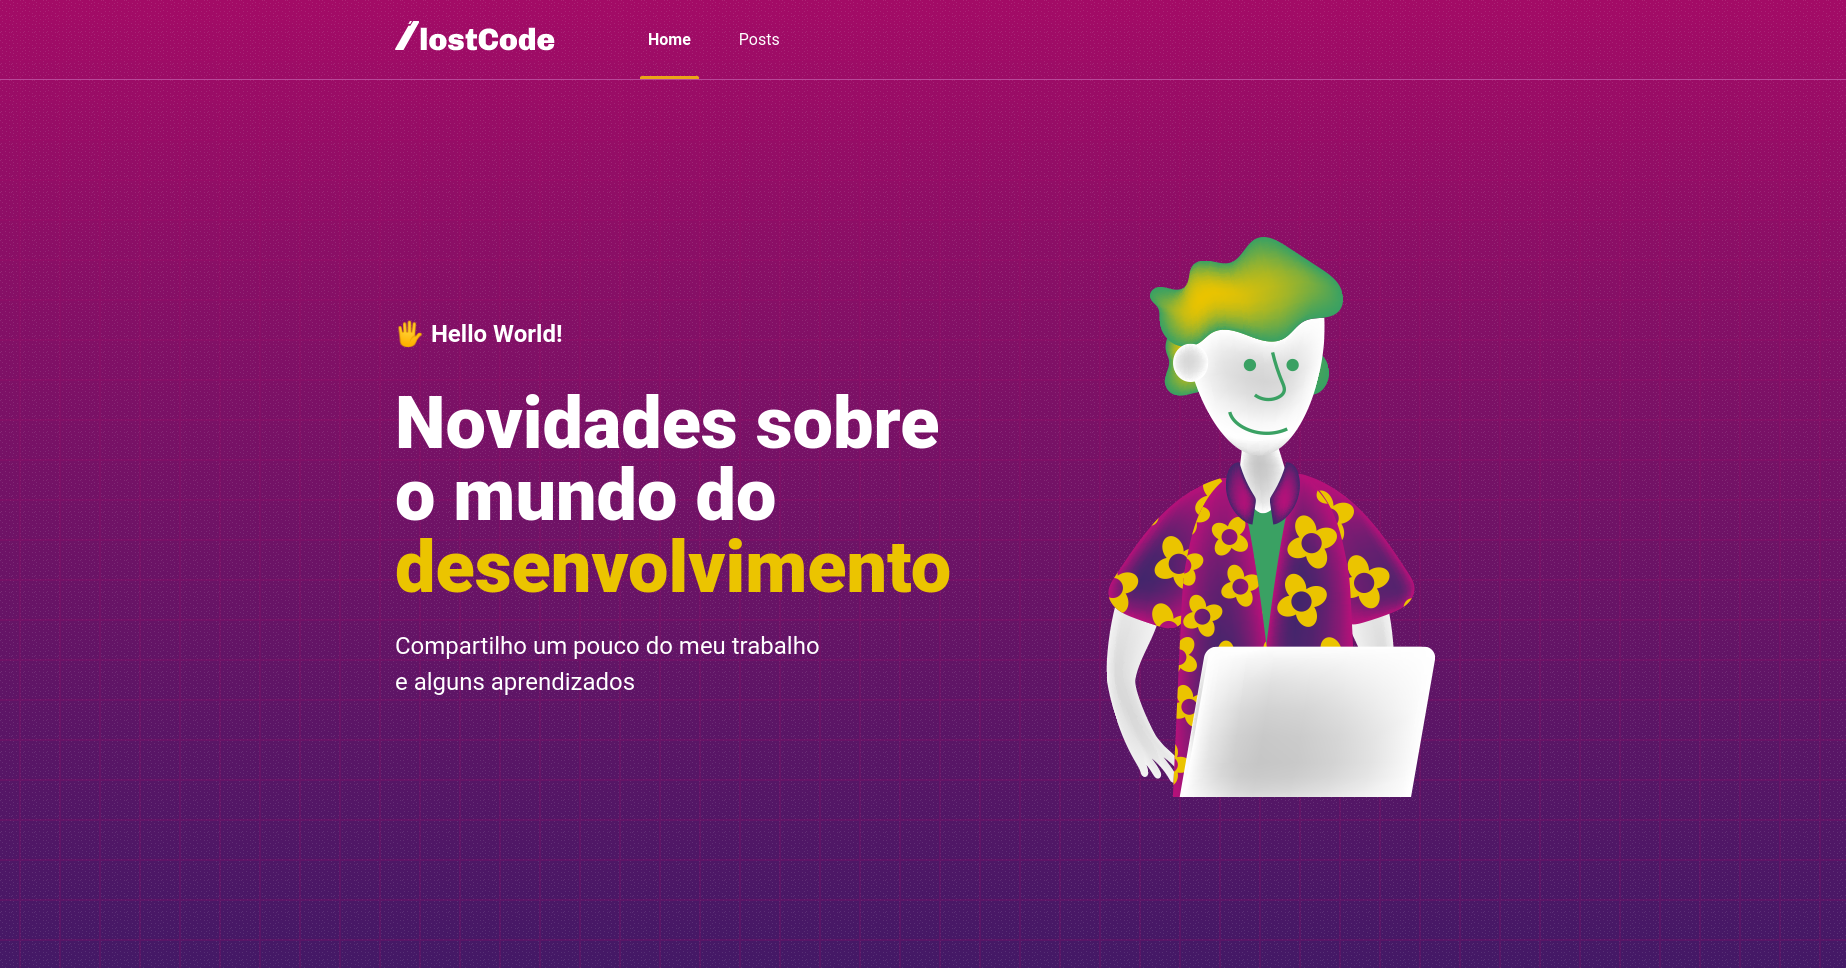 /lostCode
Home
Posts
🖐 Hello World!
Novidades sobre
o mundo do
desenvolvimento
Compartilho um pouco do meu trabalho
e alguns aprendizados